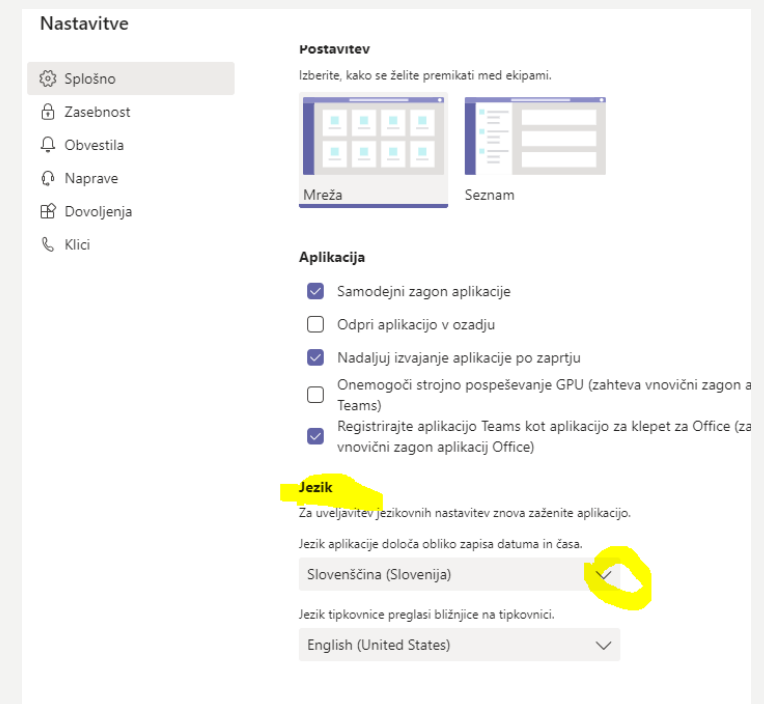 Nastavitve
Splošno
Zasebnost
Obvestila
Naprave
Dovoljenja
Klici
Postavitev
Izberite, kako se želite premikati med ekipami.
Mreža
Seznam
Aplikacija
Samodejni zagon aplikacije
Odpri aplikacijo v ozadju
Nadaljuj izvajanje aplikacije po zaprtju
Onemogoči strojno pospeševanje GPU (zahteva vnovični zagon a
Teams)
Registrirajte aplikacijo Teams kot aplikacijo za klepet za Office (za
vnovični zagon aplikacij Office)
Jezik
Za uveljavitev jezikovnih nastavitev znova zaženite aplikacijo.
Jezik aplikacije določa obliko zapisa datuma in časa.
Slovenščina (Slovenija)
Jezik tipkovnice preglasi bližnjice na tipkovnici.
English (United States)